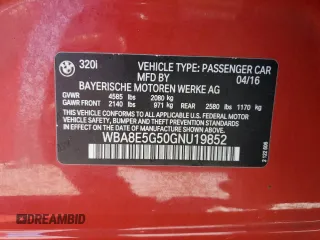 320i
VEHICLE TYPE: PASSENGER CAR
MFD BY 04/16
BAYERISCHE MOTOREN WERKE AG
GVWR 4585 lbs 2080 kg
GAWR FRONT 2140 lbs 971 kg REAR 2580 lbs 1170 kg
THIS VEHICLE CONFORMS TO ALL APPLICABLE U.S. FEDERAL MOTOR
VEHICLE SAFETY, BUMPER, AND THEFT PREVENTION STANDARDS IN
EFFECT ON THE DATE OF MANUFACTURE SHOWN ABOVE.
WBA8E5G50GNU19852
DREAMBID